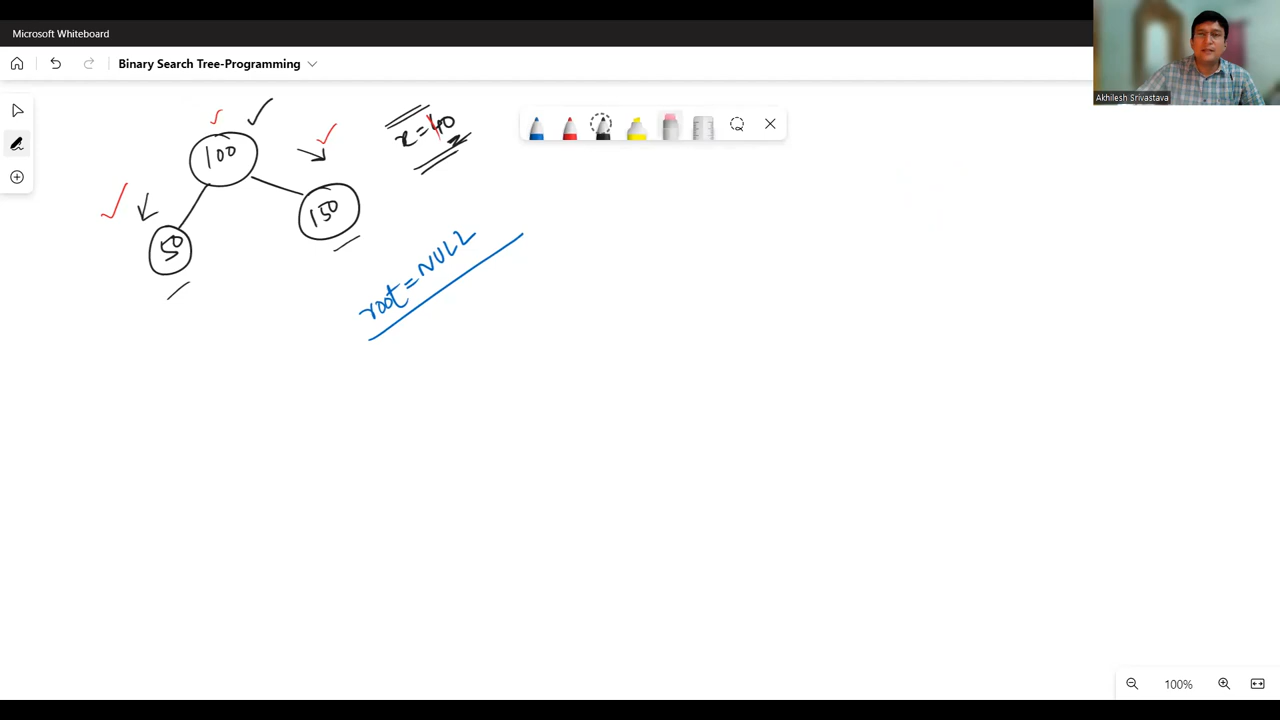 Microsoft Whiteboard
Binary Search Tree-Programming
Akhilesh Srivastava
100
150
50
x=40
root=NULL
100%